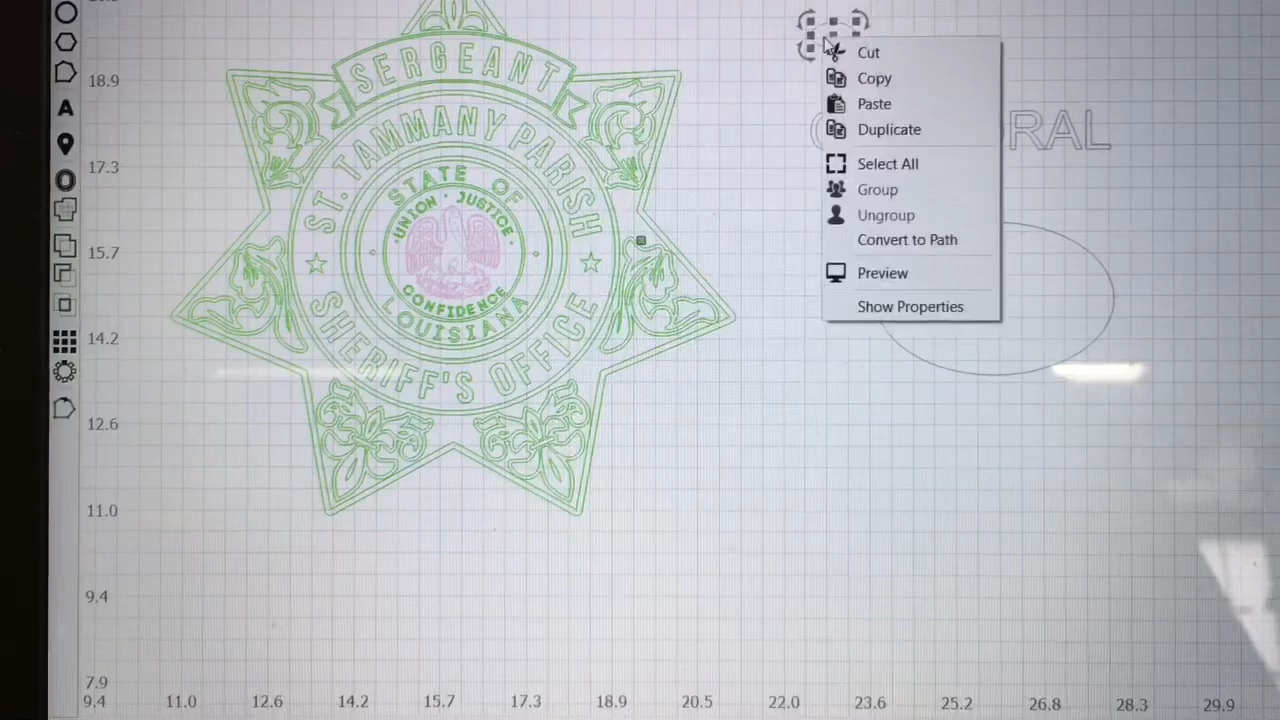 SERGEANT
ST. TAMMANY PARISH
STATE OF
UNION · JUSTICE
CONFIDENCE
LOUISIANA
SHERIFF'S OFFICE
Cut
Copy
Paste
Duplicate
Select All
Group
Ungroup
Convert to Path
Preview
Show Properties
RAL
A
18.9
17.3
15.7
14.2
12.6
11.0
9.4
7.9
9.4 11.0 12.6 14.2 15.7 17.3 18.9 20.5 22.0 23.6 25.2 26.8 28.3 29.9